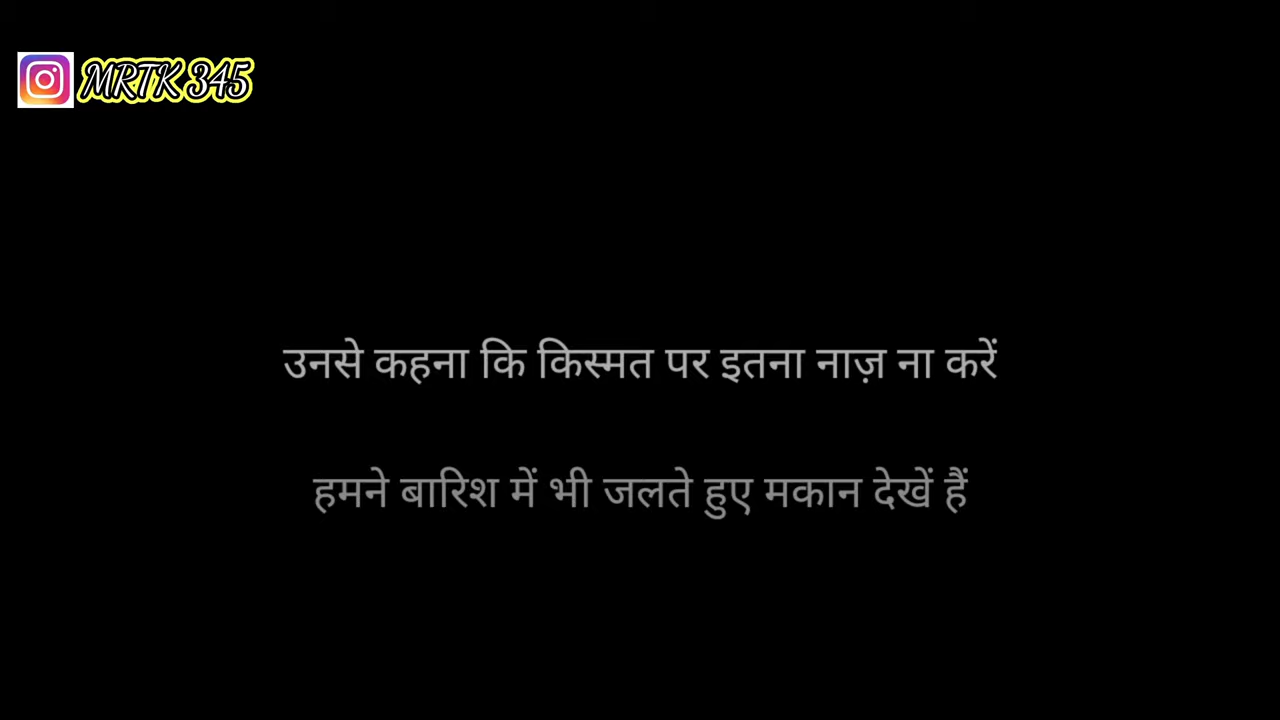 MRTK 345
उनसे कहना कि किस्मत पर इतना नाज़ ना करें
हमने बारिश में भी जलते हुए मकान देखें हैं